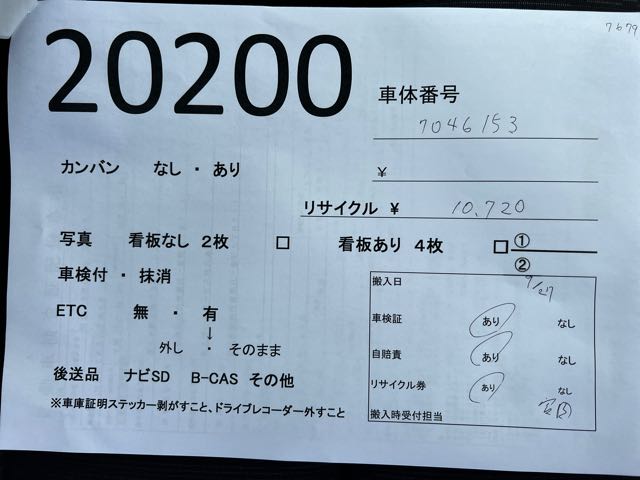 7679
20200
車体番号
7046153
カンバン なし ・ あり
¥
リサイクル ¥ 10,720
写真 看板なし 2枚 □ 看板あり 4枚 □ ①
②
車検付 ・ 抹消
搬入日 9/27
ETC 無 ・ 有
↓
外し ・ そのまま
車検証 あり なし
自賠責 あり なし
リサイクル券 あり なし
搬入時受付担当
後送品 ナビSD B-CAS その他
※車庫証明ステッカー剥がすこと、ドライブレコーダー外すこと